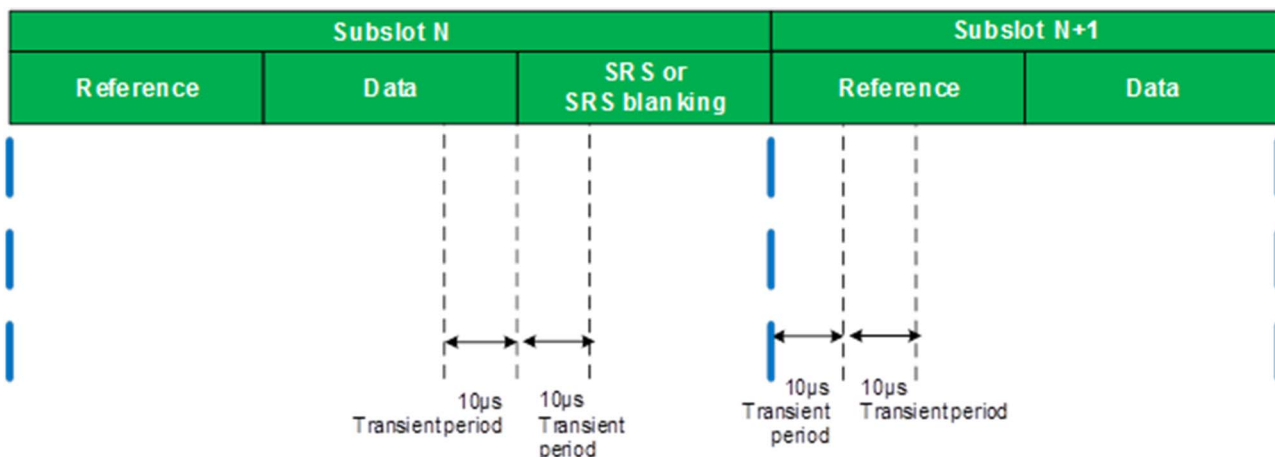 Subslot N
Subslot N+1
Reference
Data
SRS or
SRS blanking
Reference
Data
10µs
Transient period
10µs
Transient
period
10µs
Transient
period
10µs
Transient period